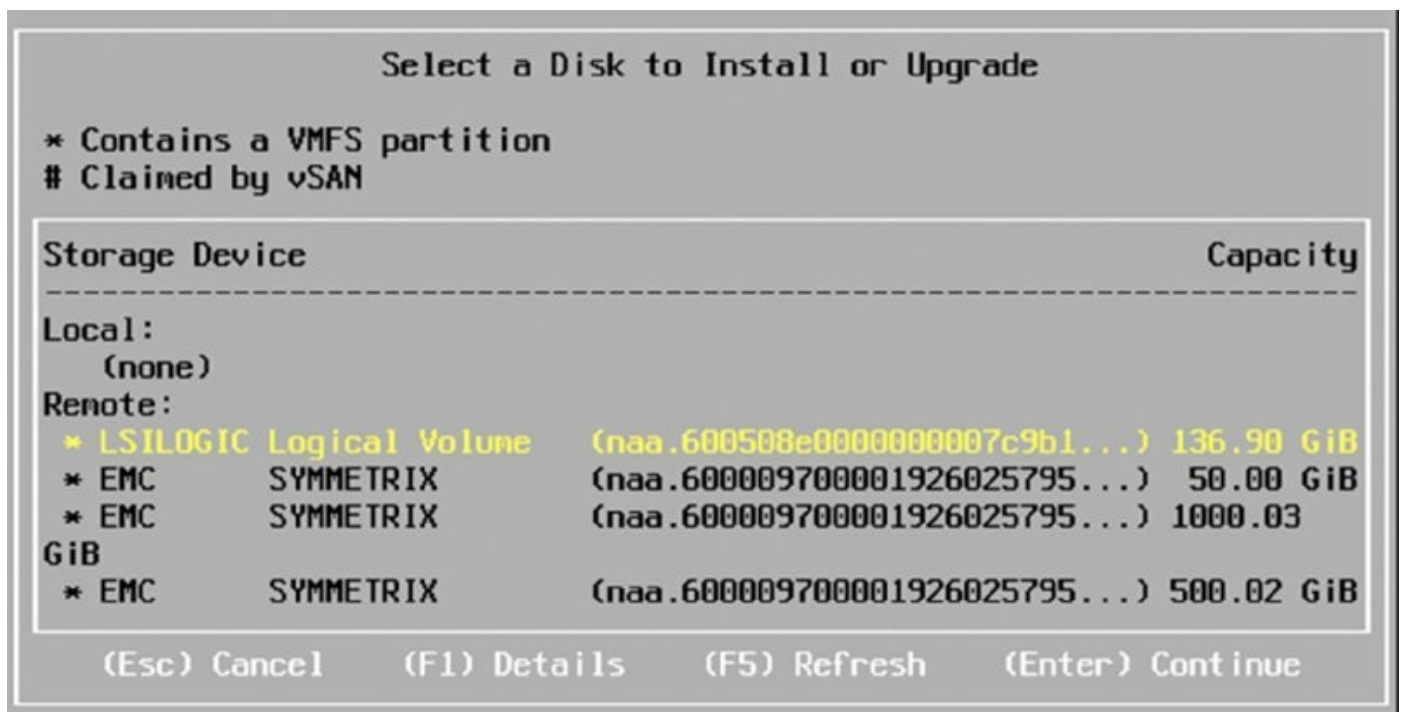 Select a Disk to Install or Upgrade
* Contains a VMFS partition
# Claimed by vSAN
Storage Device Capacity
--------------------------------------------------------------------
Local:
(none)
Remote:
* LSILOGIC Logical Volume (naa.600508e0000000007c9b1...) 136.90 GiB
* EMC SYMMETRIX (naa.600009700001926025795...) 50.00 GiB
* EMC SYMMETRIX (naa.600009700001926025795...) 1000.03
GiB
* EMC SYMMETRIX (naa.600009700001926025795...) 500.02 GiB
(Esc) Cancel (F1) Details (F5) Refresh (Enter) Continue